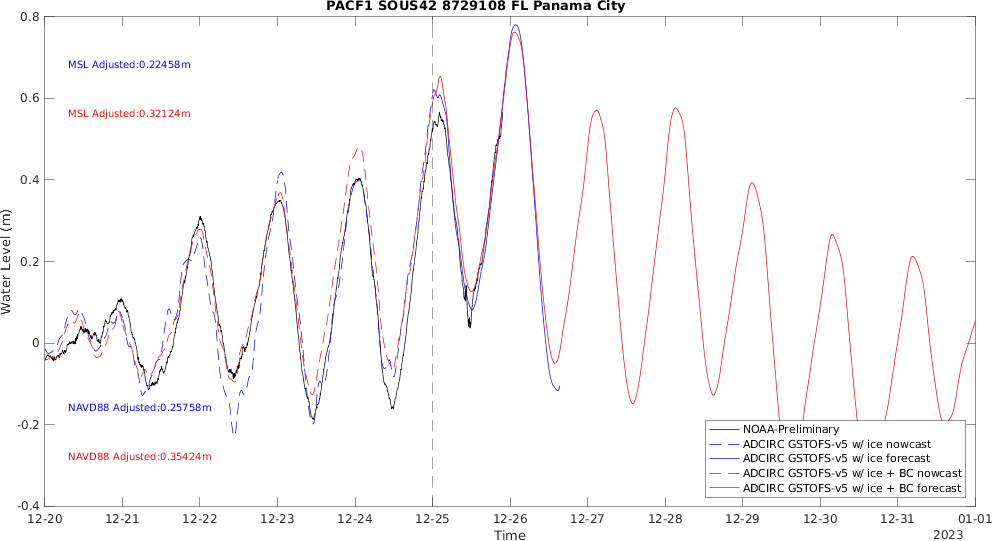 PACF1 SOUS42 8729108 FL Panama City
0.8
0.6
0.4
0.2
0
-0.2
-0.4
Water Level (m)
MSL Adjusted:0.22458m
MSL Adjusted:0.32124m
NAVD88 Adjusted:0.25758m
NAVD88 Adjusted:0.35424m
NOAA-Preliminary
ADCIRC GSTOFS-v5 w/ ice nowcast
ADCIRC GSTOFS-v5 w/ ice forecast
ADCIRC GSTOFS-v5 w/ ice + BC nowcast
ADCIRC GSTOFS-v5 w/ ice + BC forecast
12-20 12-21 12-22 12-23 12-24 12-25 12-26 12-27 12-28 12-29 12-30 12-31 01-01
Time
2023